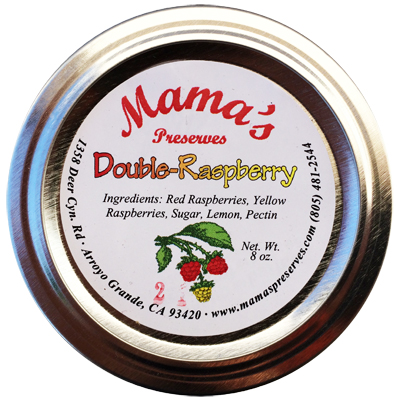 Mama's
Preserves
Double-Raspberry
Ingredients: Red Raspberries, Yellow
Raspberries, Sugar, Lemon, Pectin
Net. Wt.
8 oz.
1358 Deer Cyn. Rd · Arroyo Grande, CA 93420 · www.mamaspreserves.com (805) 481-2544